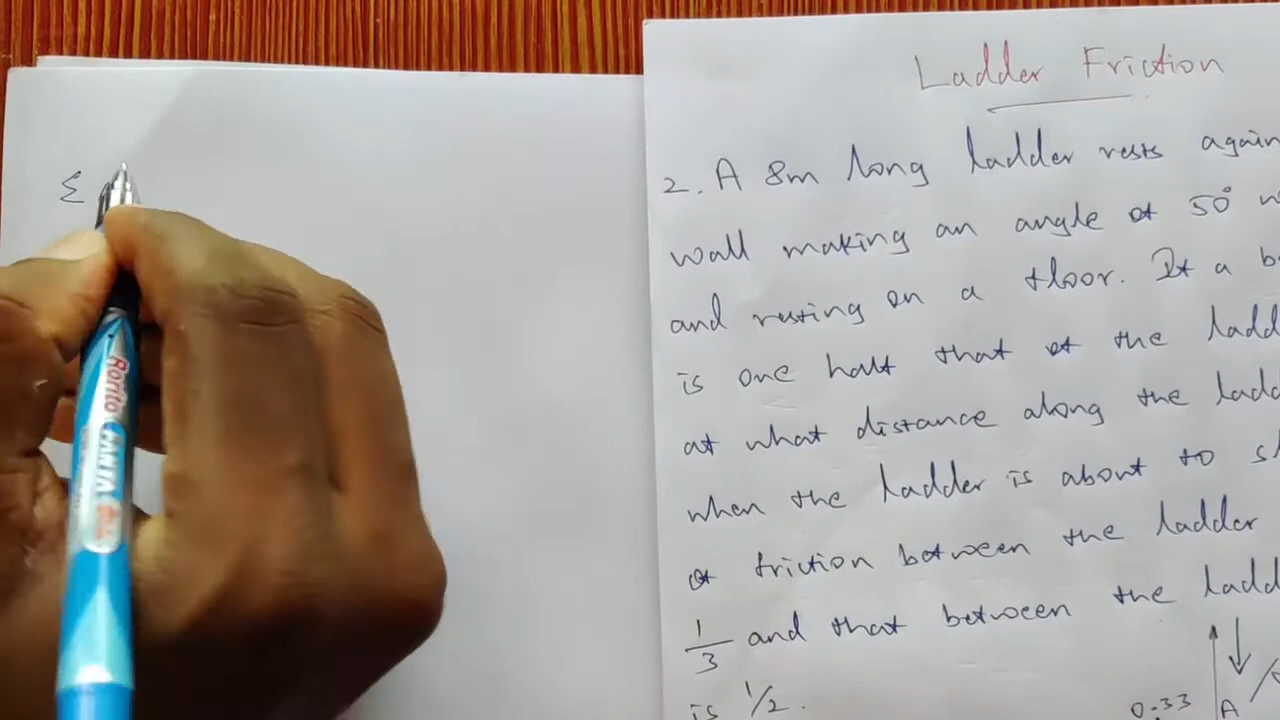 Σ
Rorito FANTA
Ladder Friction
2. A 8m long ladder rests again
wall making an angle of 50° w
and resting on a floor. If a b
is one half that of the ladd
at what distance along the ladd
when the ladder is about to s
of friction between the ladder
1/3 and that between the ladd
is 1/2.
0.33 A